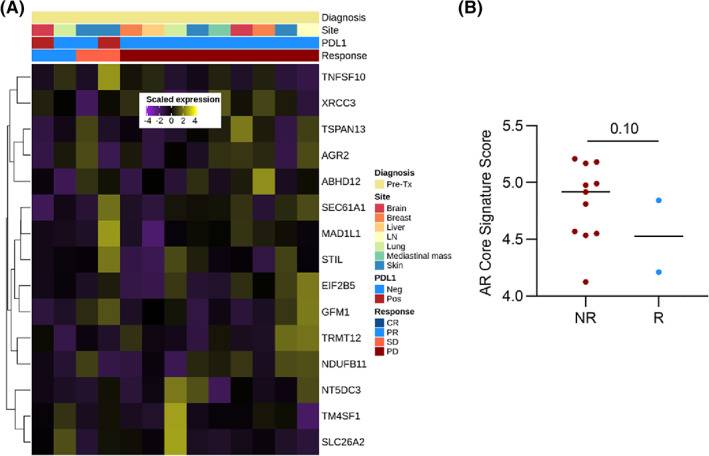 (A)
Diagnosis
Site
PDL1
Response
TNFSF10
XRCC3
TSPAN13
AGR2
ABHD12
SEC61A1
MAD1L1
STIL
EIF2B5
GFM1
TRMT12
NDUFB11
NT5DC3
TM4SF1
SLC26A2
Scaled expression
-4 -2 0 2 4
Diagnosis
Pre-Tx
Site
Brain
Breast
Liver
LN
Lung
Mediastinal mass
Skin
PDL1
Neg
Pos
Response
CR
PR
SD
PD
(B)
AR Core Signature Score
5.5
5.0
4.5
4.0
0.10
NR R